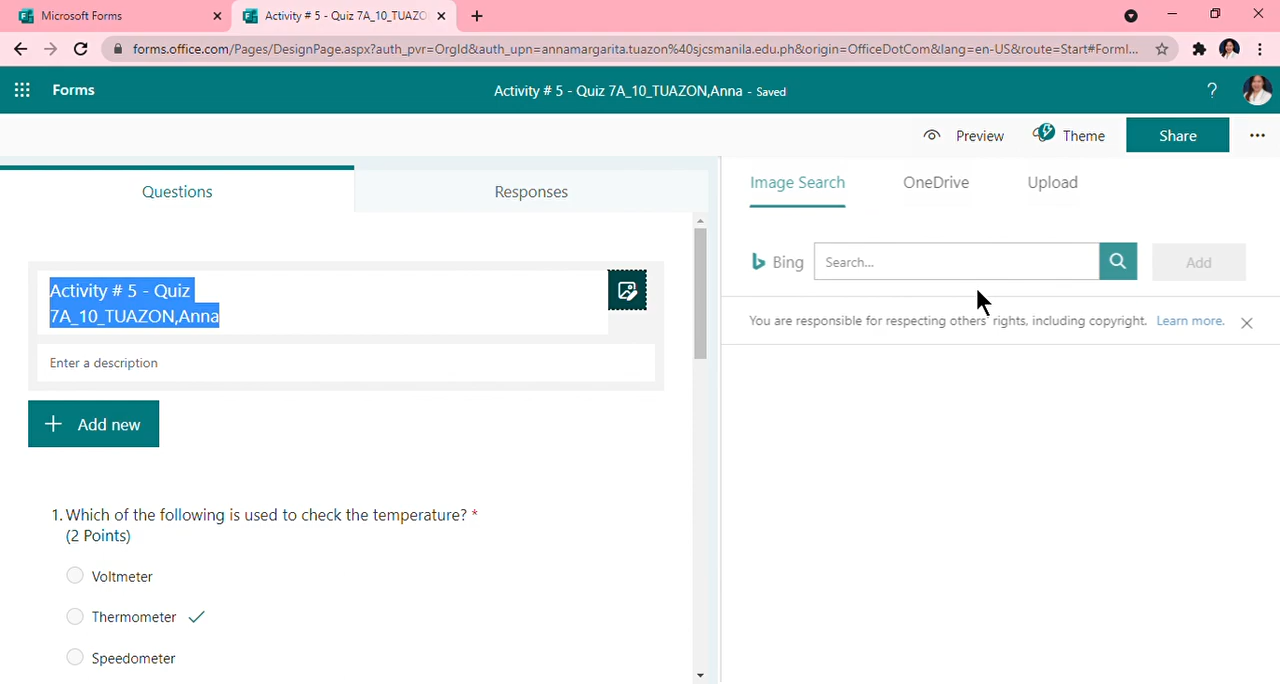 Microsoft Forms
Activity # 5 - Quiz 7A_10_TUAZO
forms.office.com/Pages/DesignPage.aspx?auth_pvr=OrgId&auth_upn=annamargarita.tuazon%40sjcsmanila.edu.ph&origin=OfficeDotCom&lang=en-US&route=Start#FormI...
Forms
Activity # 5 - Quiz 7A_10_TUAZON,Anna - Saved
?
Preview
Theme
Share
Questions
Responses
Image Search
OneDrive
Upload
Bing
Search...
Add
You are responsible for respecting others' rights, including copyright. Learn more.
Activity # 5 - Quiz
7A_10_TUAZON,Anna
Enter a description
+ Add new
1. Which of the following is used to check the temperature? *
(2 Points)
Voltmeter
Thermometer
Speedometer